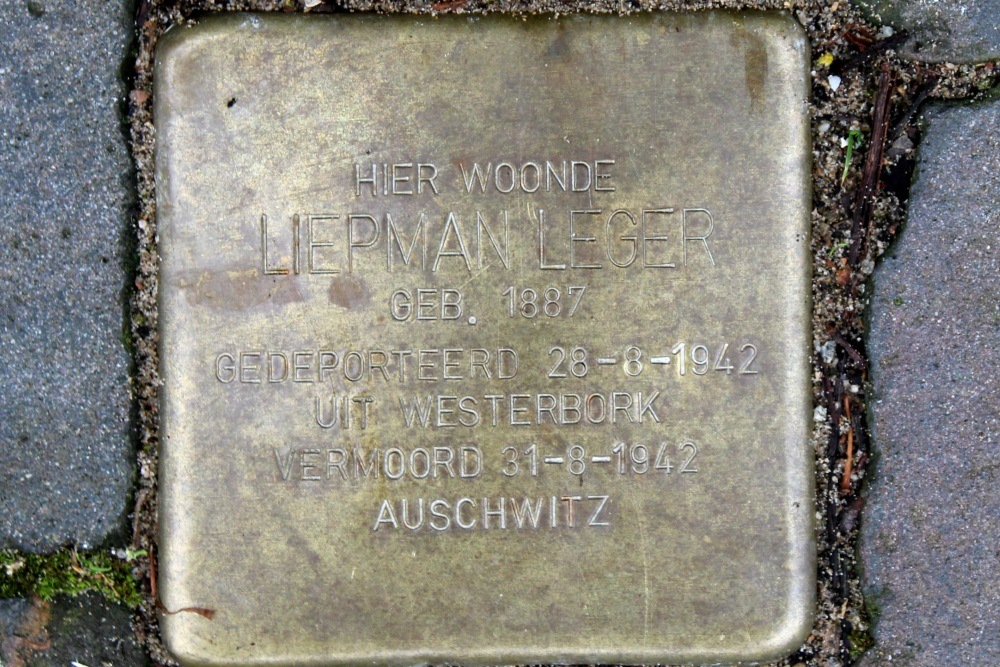 HIER WOONDE
LIEPMAN LEGER
GEB. 1887
GEDEPORTEERD 28-8-1942
UIT WESTERBORK
VERMOORD 31-8-1942
AUSCHWITZ